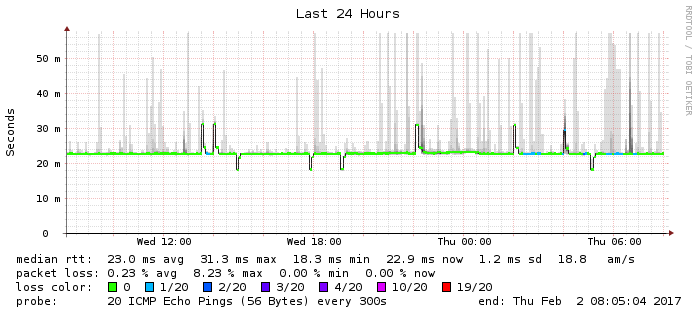 Last 24 Hours
RRDTOOL / TOBI OETIKER
Seconds
50 m
40 m
30 m
20 m
10 m
0
Wed 12:00 Wed 18:00 Thu 00:00 Thu 06:00
median rtt: 23.0 ms avg 31.3 ms max 18.3 ms min 22.9 ms now 1.2 ms sd 18.8 am/s
packet loss: 0.23 % avg 8.23 % max 0.00 % min 0.00 % now
loss color: 0 1/20 2/20 3/20 4/20 10/20 19/20
probe: 20 ICMP Echo Pings (56 Bytes) every 300s end: Thu Feb 2 08:05:04 2017